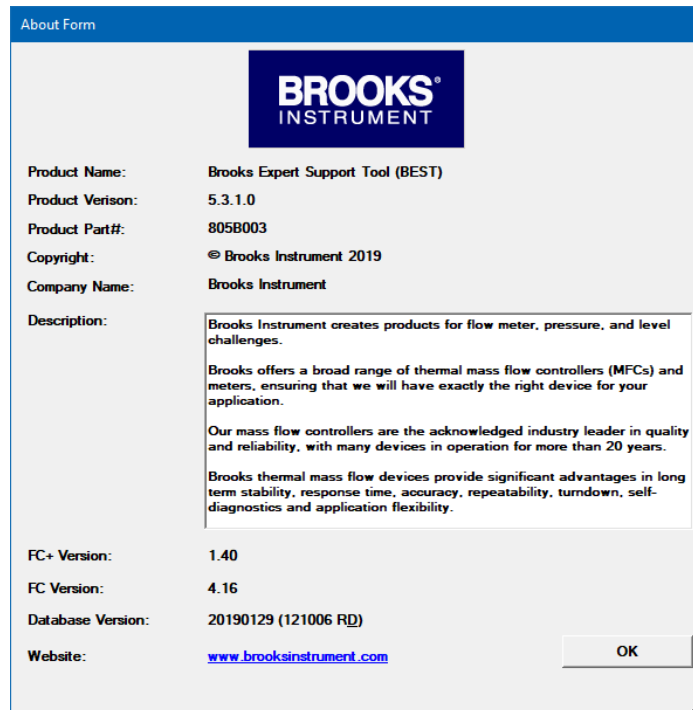 About Form
BROOKS®
INSTRUMENT
Product Name: Brooks Expert Support Tool (BEST)
Product Verison: 5.3.1.0
Product Part#: 805B003
Copyright: © Brooks Instrument 2019
Company Name: Brooks Instrument
Description: Brooks Instrument creates products for flow meter, pressure, and level
challenges.
Brooks offers a broad range of thermal mass flow controllers (MFCs) and
meters, ensuring that we will have exactly the right device for your
application.
Our mass flow controllers are the acknowledged industry leader in quality
and reliability, with many devices in operation for more than 20 years.
Brooks thermal mass flow devices provide significant advantages in long
term stability, response time, accuracy, repeatability, turndown, self-
diagnostics and application flexibility.
FC+ Version: 1.40
FC Version: 4.16
Database Version: 20190129 (121006 RD)
Website: www.brooksinstrument.com OK